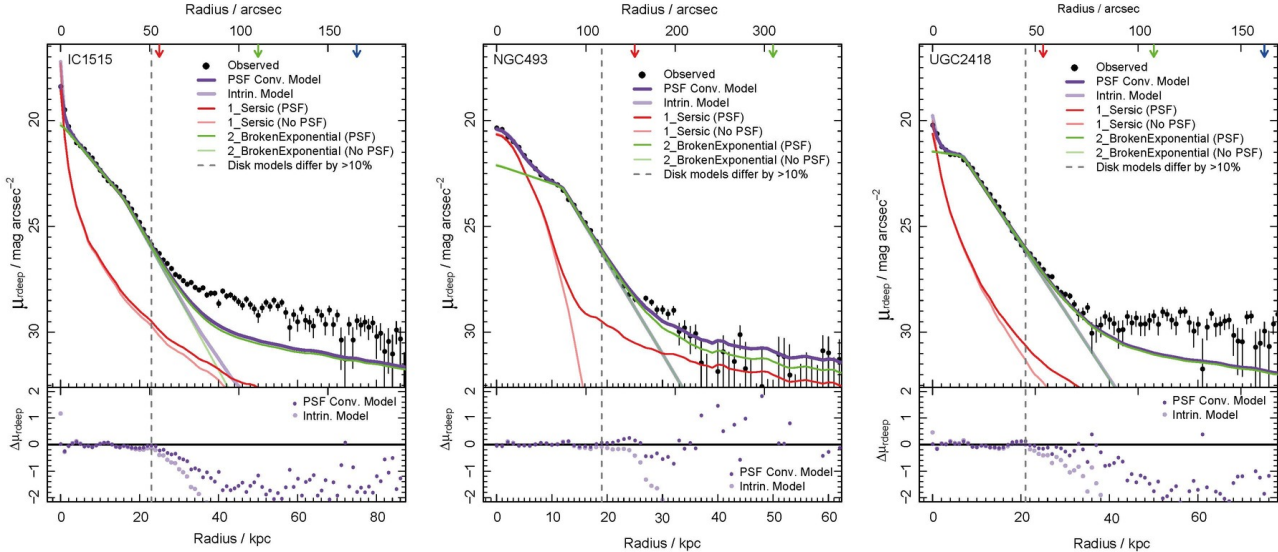 Radius / arcsec
0 50 100 150
IC1515
Observed
PSF Conv. Model
Intrin. Model
1_Sersic (PSF)
1_Sersic (No PSF)
2_BrokenExponential (PSF)
2_BrokenExponential (No PSF)
Disk models differ by >10%
μrdeep / mag arcsec−2
20
25
30
PSF Conv. Model
Intrin. Model
Δμrdeep
2
1
0
−1
−2
0 20 40 60 80
Radius / kpc
Radius / arcsec
0 100 200 300
NGC493
Observed
PSF Conv. Model
Intrin. Model
1_Sersic (PSF)
1_Sersic (No PSF)
2_BrokenExponential (PSF)
2_BrokenExponential (No PSF)
Disk models differ by >10%
μrdeep / mag arcsec−2
20
25
30
PSF Conv. Model
Intrin. Model
Δμrdeep
2
1
0
−1
−2
0 10 20 30 40 50 60
Radius / kpc
Radius / arcsec
0 50 100 150
UGC2418
Observed
PSF Conv. Model
Intrin. Model
1_Sersic (PSF)
1_Sersic (No PSF)
2_BrokenExponential (PSF)
2_BrokenExponential (No PSF)
Disk models differ by >10%
μrdeep / mag arcsec−2
20
25
30
PSF Conv. Model
Intrin. Model
Δμrdeep
2
1
0
−1
−2
0 20 40 60
Radius / kpc